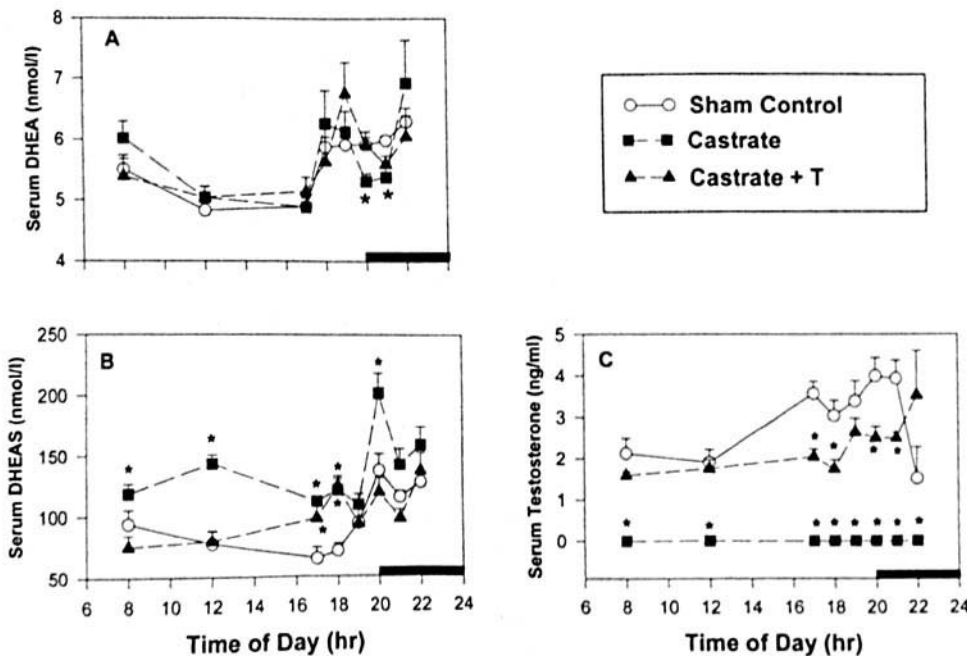 A
Serum DHEA (nmol/l)
8
7
6
5
4
Sham Control
Castrate
Castrate + T
B
Serum DHEAS (nmol/l)
250
200
150
100
50
6 8 10 12 14 16 18 20 22 24
Time of Day (hr)
C
Serum Testosterone (ng/ml)
5
4
3
2
1
0
6 8 10 12 14 16 18 20 22 24
Time of Day (hr)